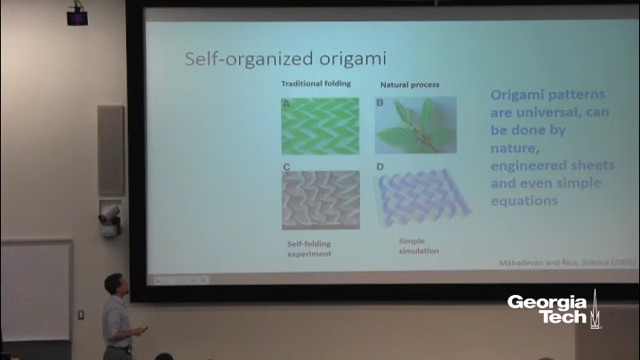 Self-organized origami
Traditional folding
Natural process
A
B
C
D
Self-folding
experiment
Simple
simulation
Origami patterns
are universal, can
be done by
nature,
engineered sheets
and even simple
equations
Mahadevan and Rica, Science (2005)
Georgia
Tech